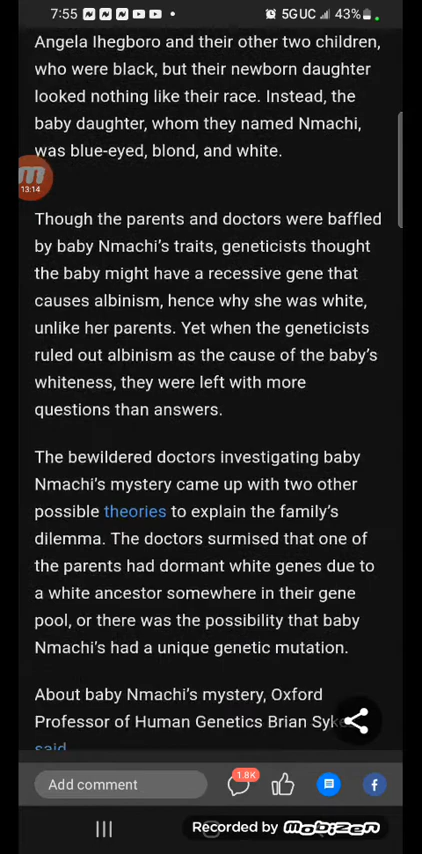 7:55 5GUC 43%
Angela Ihegboro and their other two children,
who were black, but their newborn daughter
looked nothing like their race. Instead, the
baby daughter, whom they named Nmachi,
was blue-eyed, blond, and white.
13:14
Though the parents and doctors were baffled
by baby Nmachi's traits, geneticists thought
the baby might have a recessive gene that
causes albinism, hence why she was white,
unlike her parents. Yet when the geneticists
ruled out albinism as the cause of the baby's
whiteness, they were left with more
questions than answers.
The bewildered doctors investigating baby
Nmachi's mystery came up with two other
possible theories to explain the family's
dilemma. The doctors surmised that one of
the parents had dormant white genes due to
a white ancestor somewhere in their gene
pool, or there was the possibility that baby
Nmachi's had a unique genetic mutation.
About baby Nmachi's mystery, Oxford
Professor of Human Genetics Brian
said
Add comment 1.8K
Recorded by mobizen